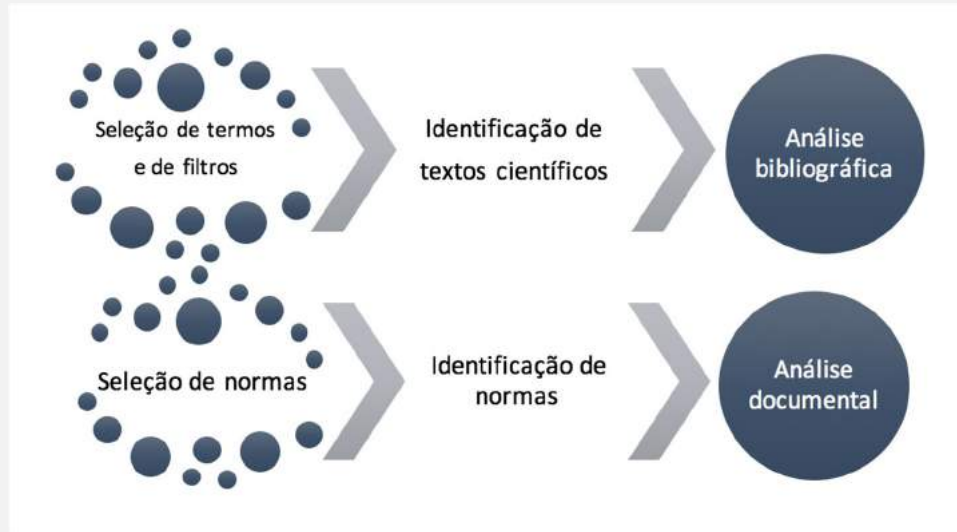 Seleção de termos
e de filtros
Identificação de
textos científicos
Análise
bibliográfica
Seleção de normas
Identificação de
normas
Análise
documental